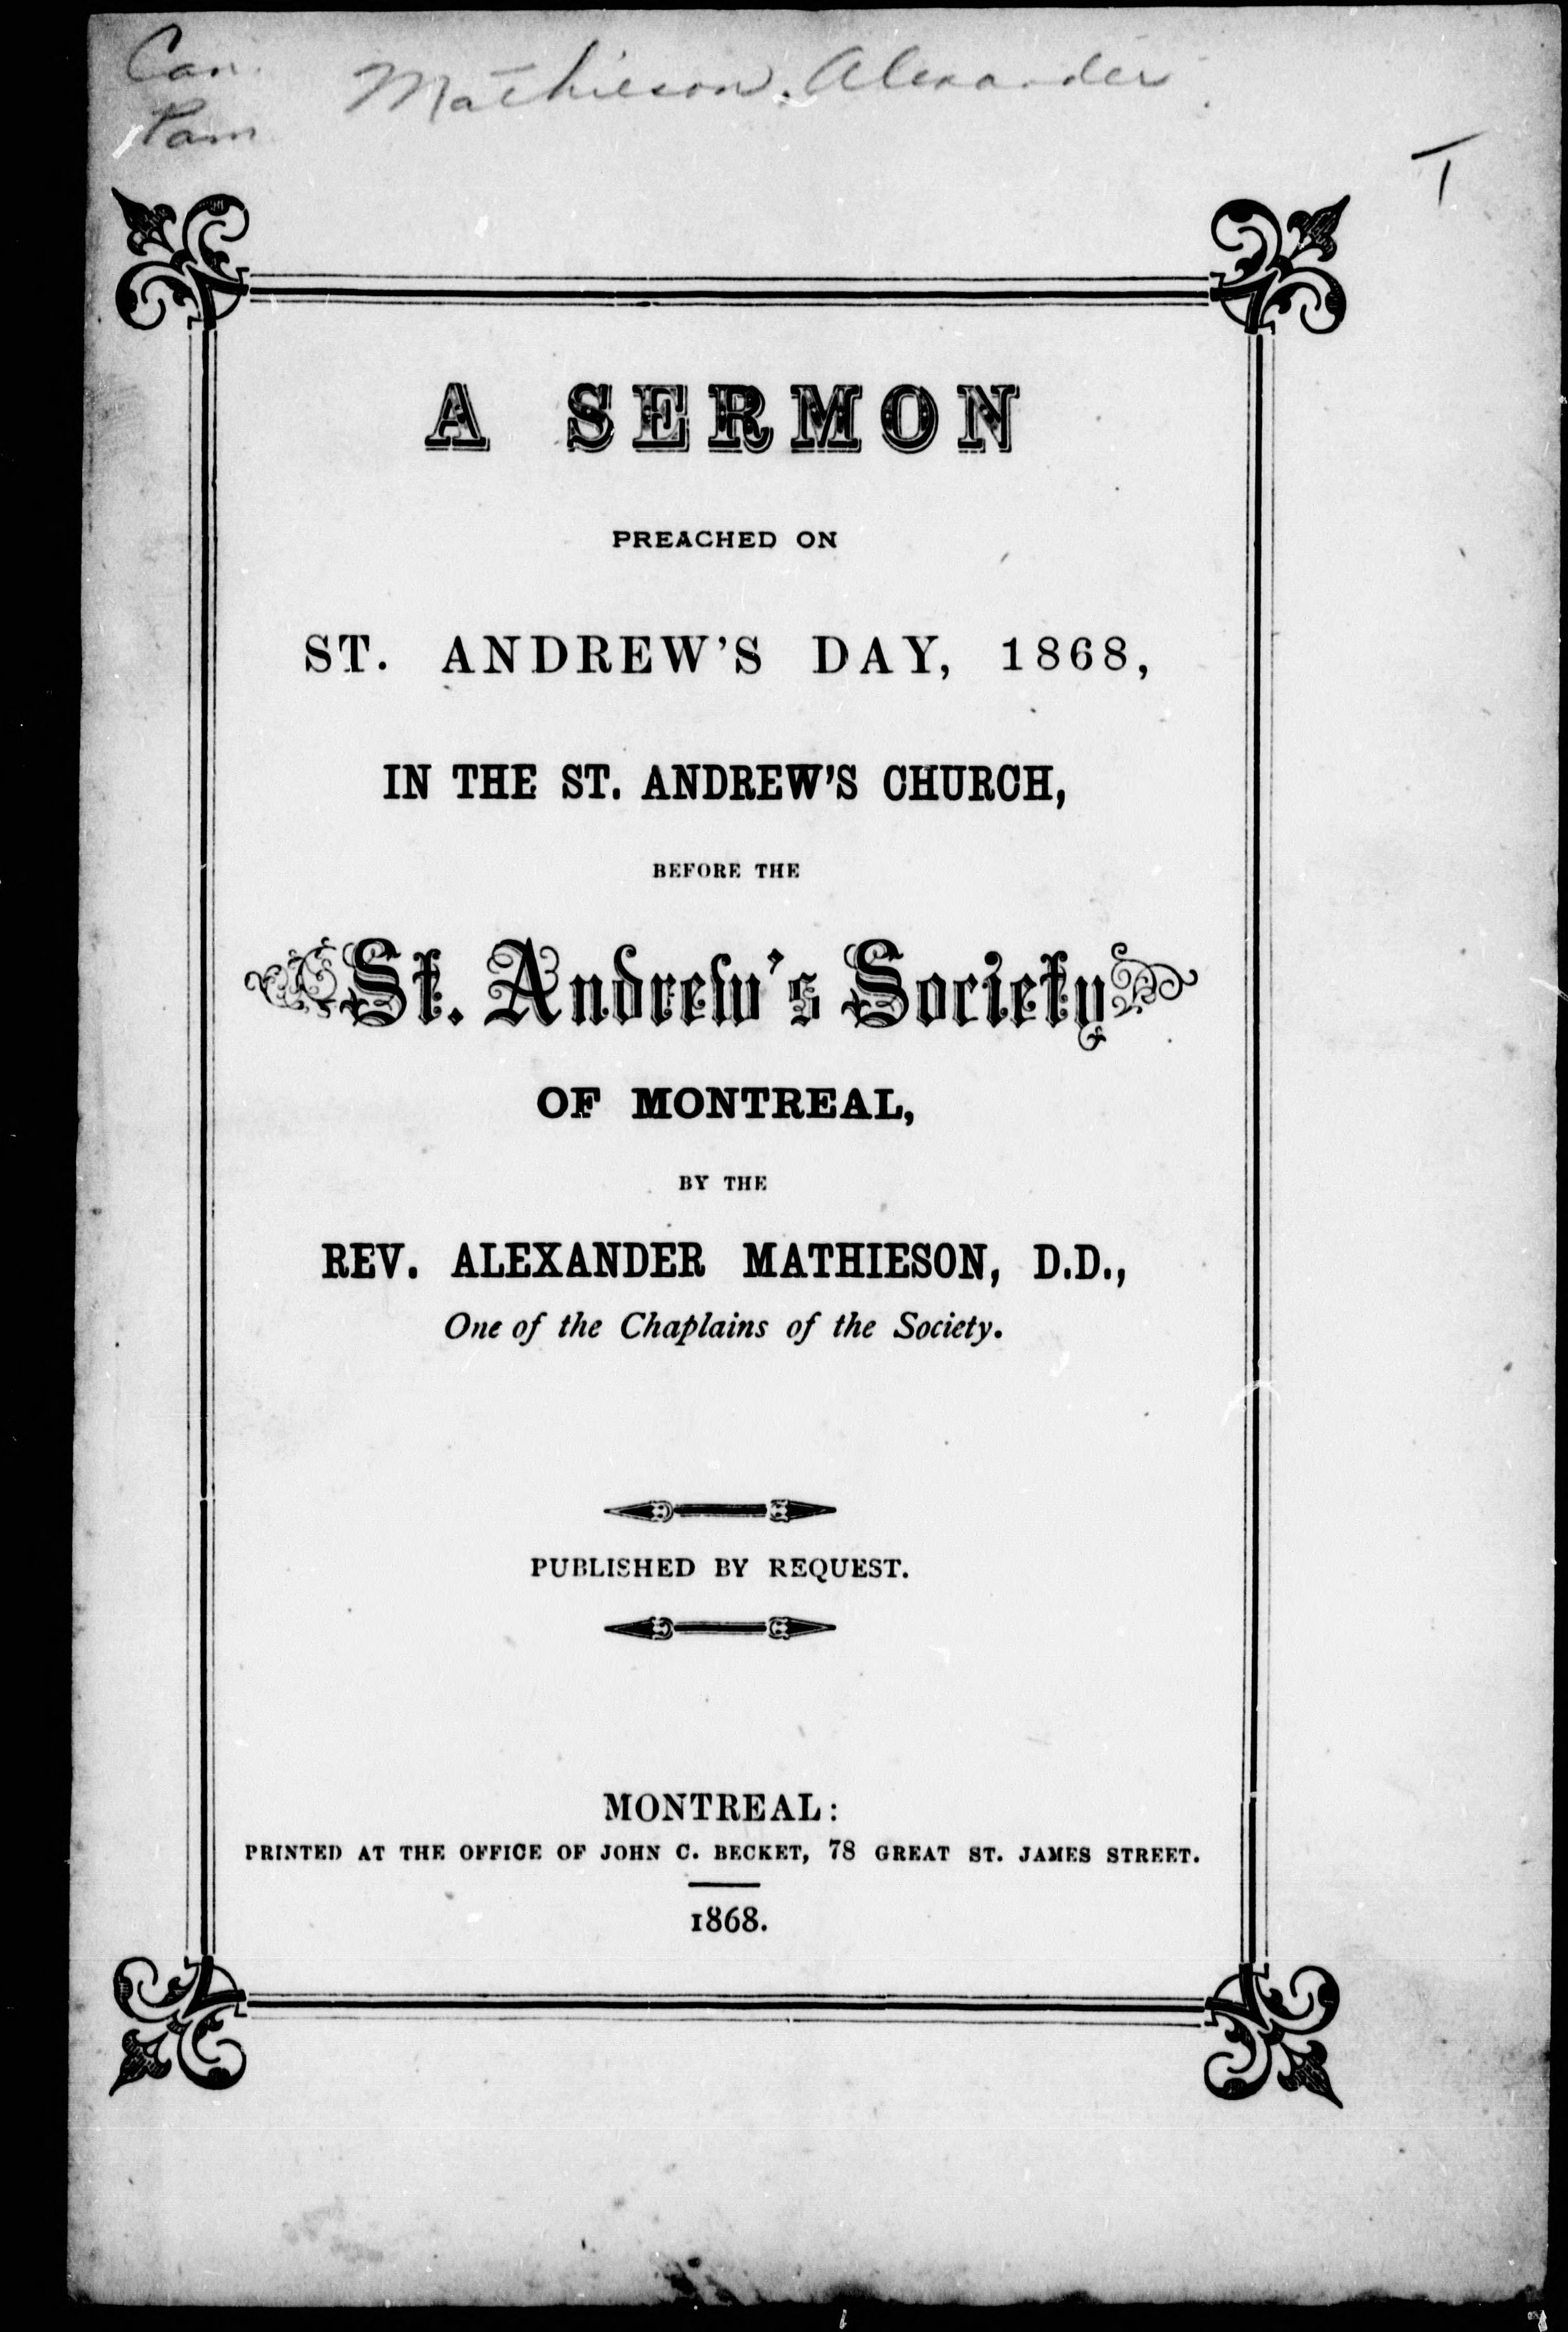 Can. Mathieson, Alexander.
Pam
T
A SERMON
PREACHED ON
ST. ANDREW'S DAY, 1868,
IN THE ST. ANDREW'S CHURCH,
BEFORE THE
St. Andrew's Society
OF MONTREAL,
BY THE
REV. ALEXANDER MATHIESON, D.D.,
One of the Chaplains of the Society.
PUBLISHED BY REQUEST.
MONTREAL:
PRINTED AT THE OFFICE OF JOHN C. BECKET, 78 GREAT ST. JAMES STREET.
1868.